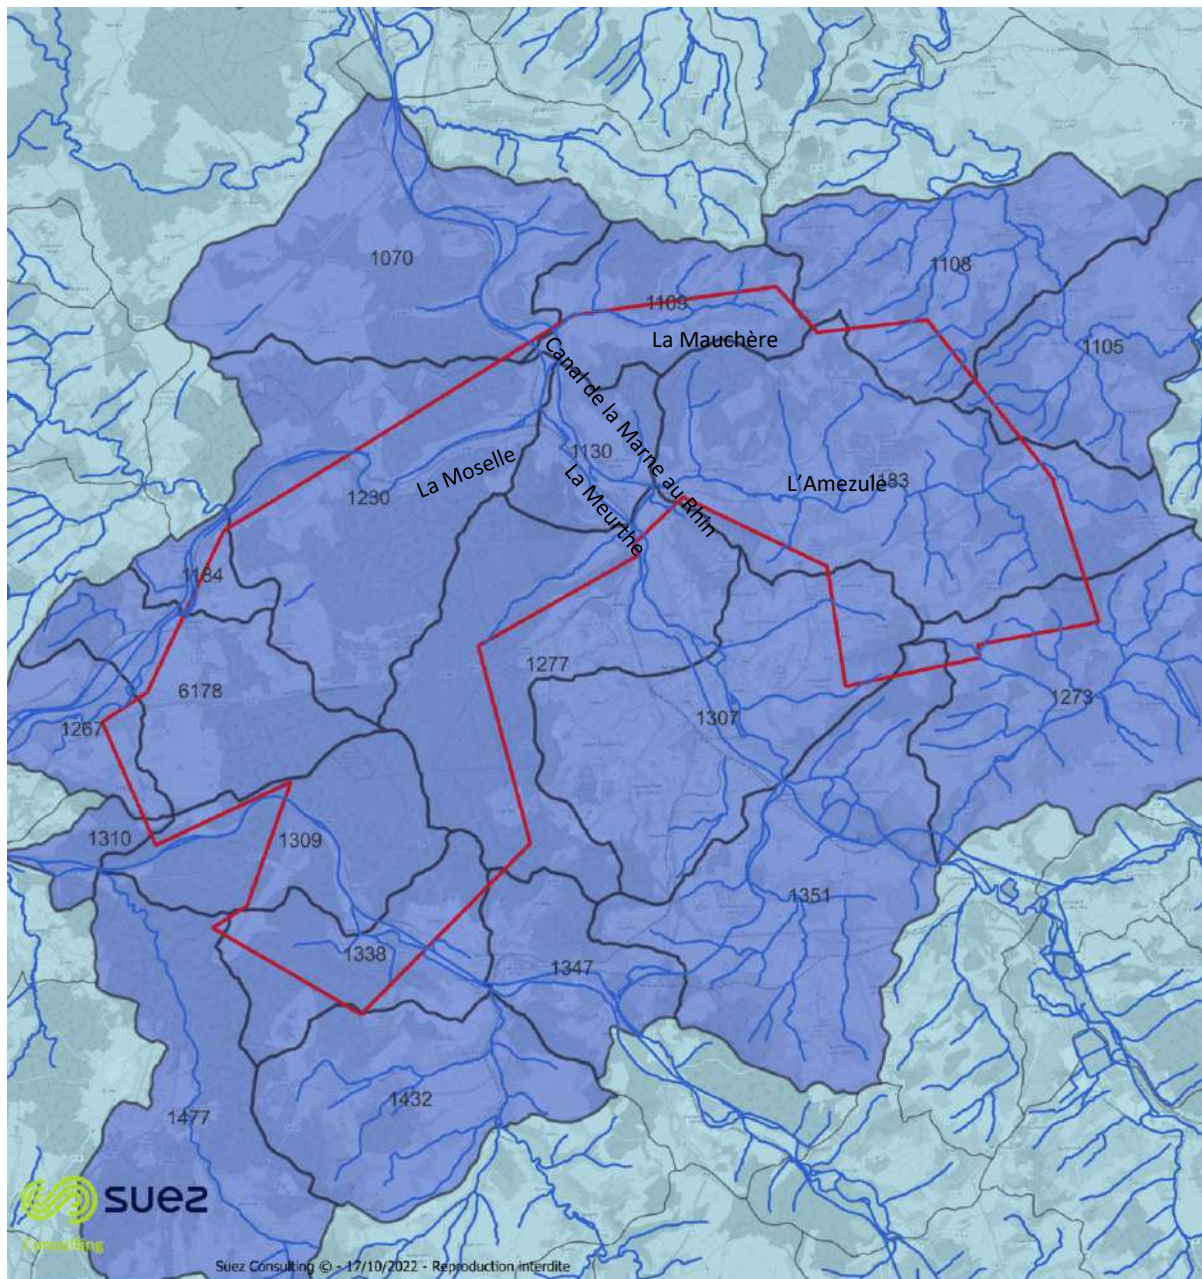 1070
1108
1109
La Mauchère
1105
Canal de la Marne au Rhin
1130
La Moselle
1230
La Meurthe
L'Amezule
1183
1184
1277
6178
1273
1307
1267
1310
1309
1351
1338
1347
1432
1477
suez
Consulting
Suez Consulting © - 17/10/2022 - Reproduction interdite